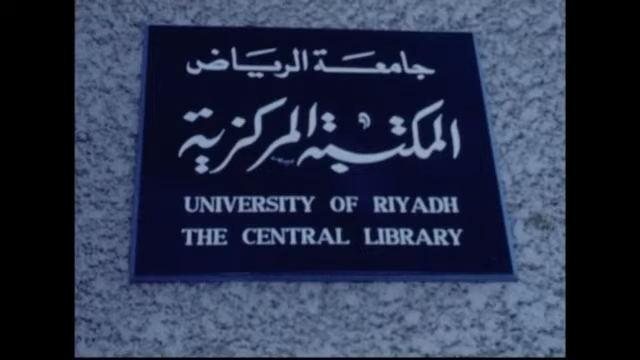 جامعة الرياض
المكتبة المركزية
UNIVERSITY OF RIYADH
THE CENTRAL LIBRARY